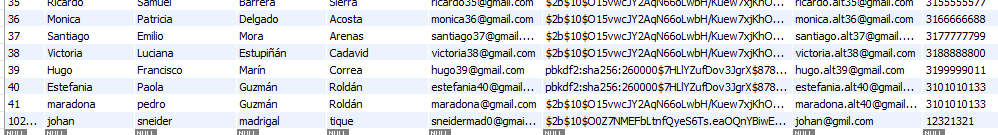 35 Ricardo Samuel Barrera Sierra ricardo35@gmail.com $2b$10$O15vwcJY2AqN66oLwbH/Kuew7xjKhO... ricardo.alt35@gmail.com 3155555577
36 Monica Patricia Delgado Acosta monica36@gmail.com $2b$10$O15vwcJY2AqN66oLwbH/Kuew7xjKhO... monica.alt36@gmail.com 3166666688
37 Santiago Emilio Mora Arenas santiago37@gmail.... $2b$10$O15vwcJY2AqN66oLwbH/Kuew7xjKhO... santiago.alt37@gmail.... 3177777799
38 Victoria Luciana Estupiñán Cadavid victoria38@gmail.com $2b$10$O15vwcJY2AqN66oLwbH/Kuew7xjKhO... victoria.alt38@gmail.com 3188888800
39 Hugo Francisco Marín Correa hugo39@gmail.com pbkdf2:sha256:260000$7HLlYZufDov3JgrX$878... hugo.alt39@gmail.com 3199999011
40 Estefania Paola Guzmán Roldán estefania40@gmail.com pbkdf2:sha256:260000$7HLlYZufDov3JgrX$878... estefania.alt40@gmail.... 3101010133
41 maradona pedro Guzmán Roldán maradona@gmail.com $2b$10$O15vwcJY2AqN66oLwbH/Kuew7xjKhO... estefania.alt40@gmail.... 3101010133
102... johan sneider madrigal tique sneidermad0@gmai... $2b$10$O0Z7NMEFbLtnfQyeS6Ts.eaOQnYBiwE... johan@gmil.com 12321321
NULL NULL NULL NULL NULL NULL NULL NULL NULL